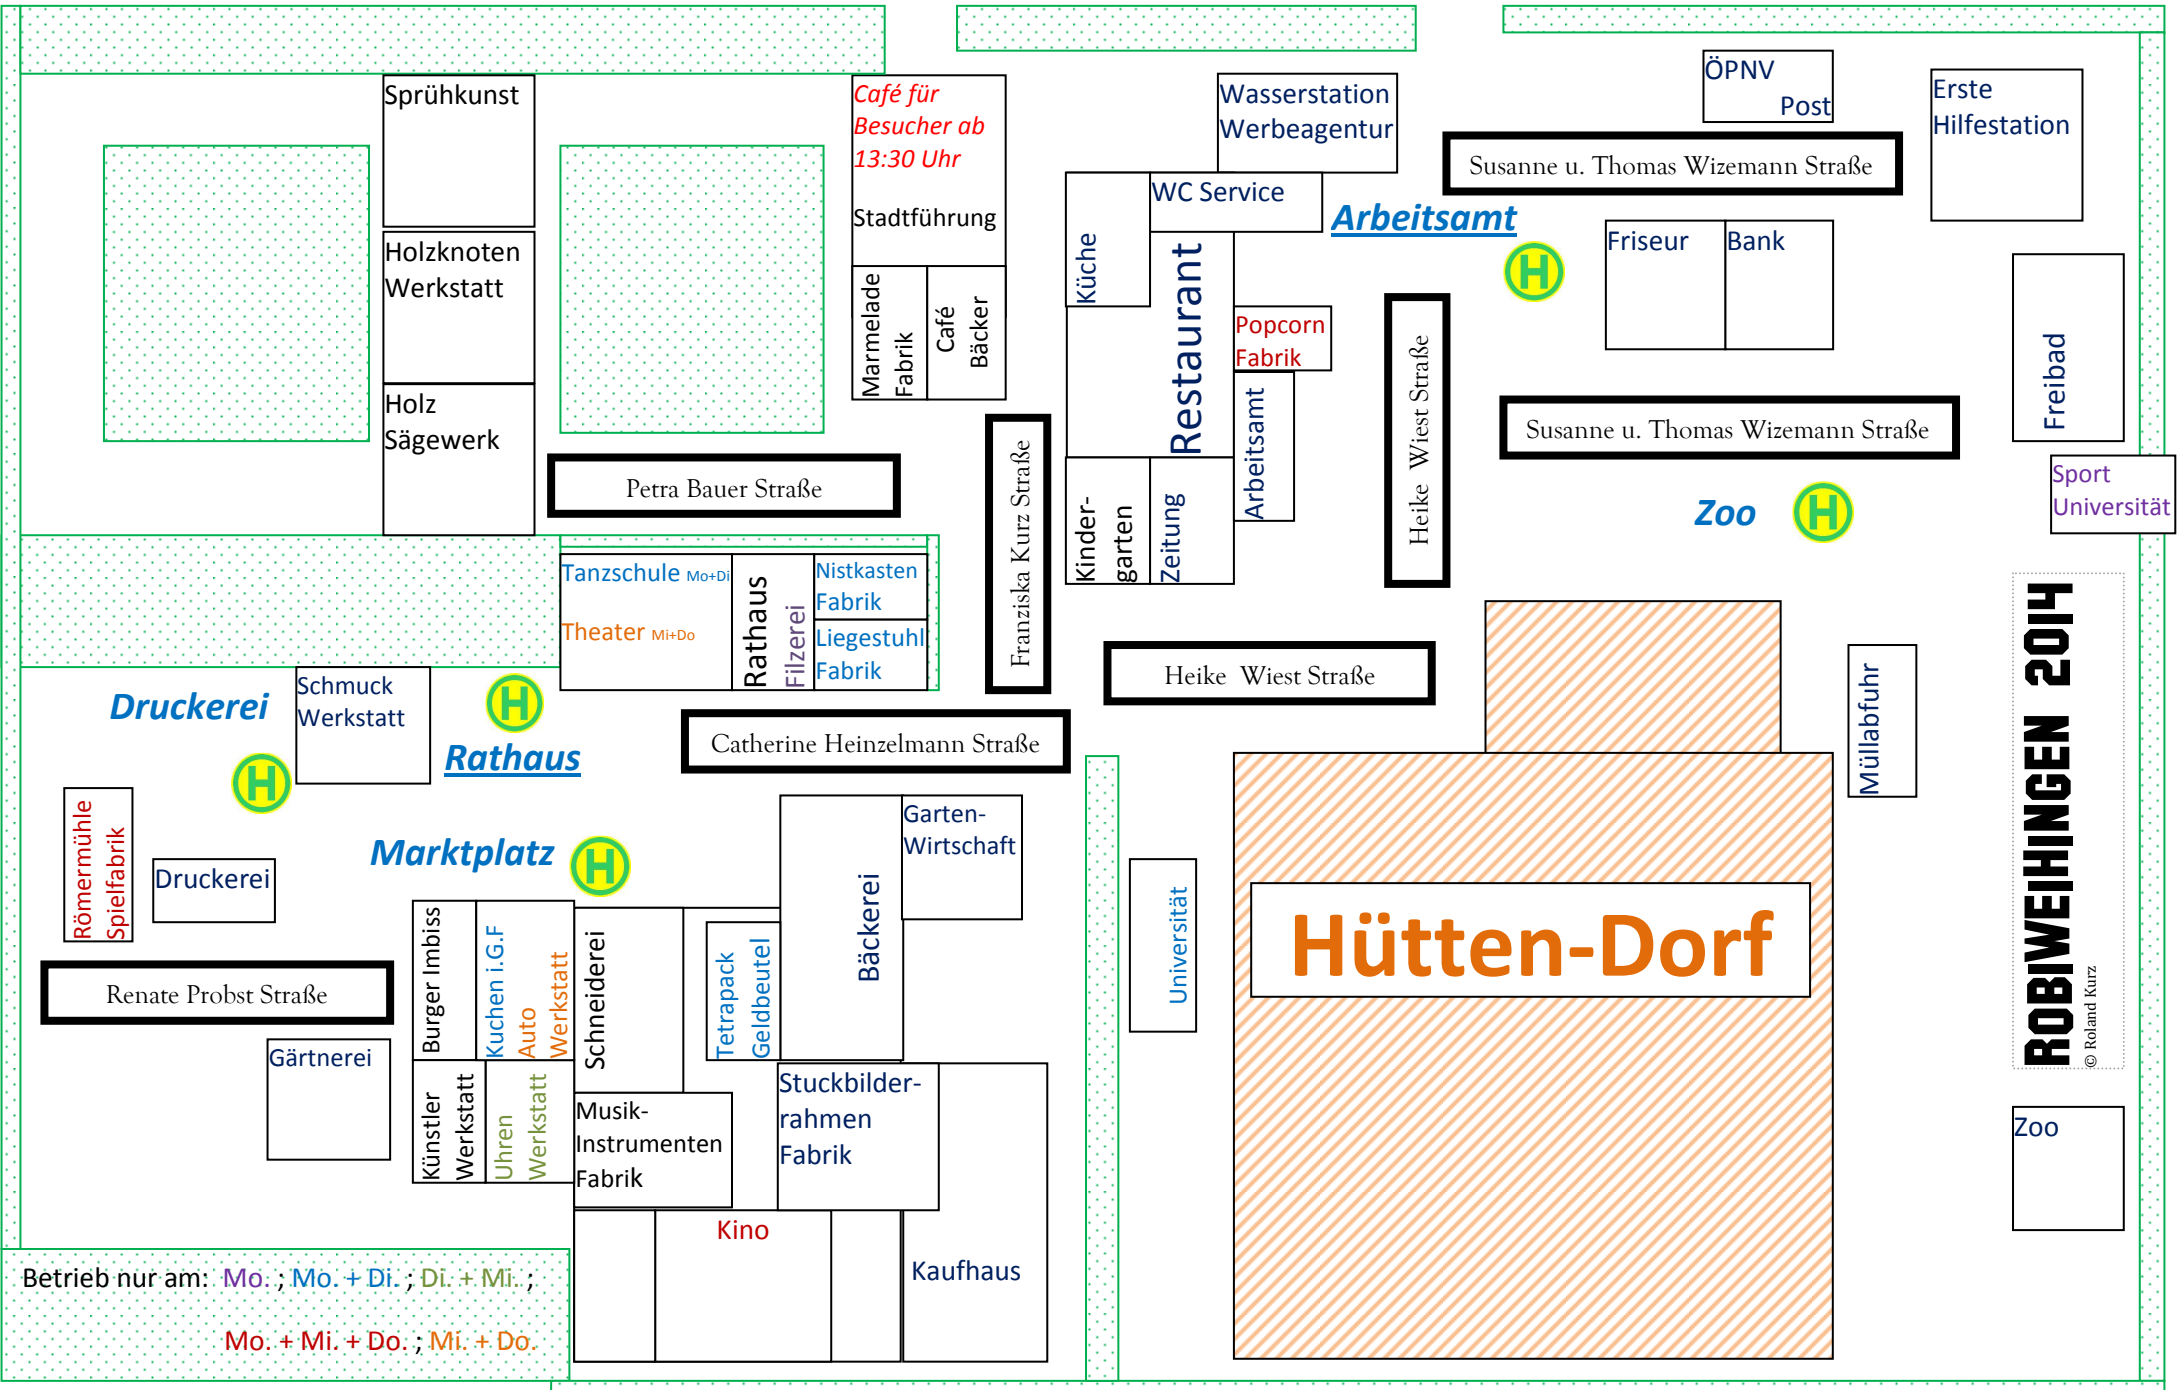 Sprühkunst
Café für
Besucher ab
13:30 Uhr
Stadtführung
Wasserstation
Werbeagentur
ÖPNV
Post
Erste
Hilfestation
Susanne u. Thomas Wizemann Straße
WC Service
Küche
Arbeitsamt
H
Friseur
Bank
Holzknoten
Werkstatt
Marmelade
Fabrik
Café
Bäcker
Restaurant
Popcorn
Fabrik
Heike Wiest Straße
Freibad
Holz
Sägewerk
Petra Bauer Straße
Franziska Kurz Straße
Arbeitsamt
Susanne u. Thomas Wizemann Straße
Kinder-
garten
Zeitung
Zoo
H
Sport
Universität
Tanzschule Mo+Di
Theater Mi+Do
Rathaus
Filzerei
Nistkasten
Fabrik
Liegestuhl
Fabrik
Heike Wiest Straße
Druckerei
H
Schmuck
Werkstatt
H
Rathaus
Catherine Heinzelmann Straße
Müllabfuhr
ROBIWEIHINGEN 2014
© Roland Kurz
Römermühle
Spielfabrik
Druckerei
Marktplatz
H
Garten-
Wirtschaft
Bäckerei
Renate Probst Straße
Burger Imbiss
Kuchen i.G.F
Auto
Werkstatt
Schneiderei
Tetrapack
Geldbeutel
Universität
Hütten-Dorf
Gärtnerei
Künstler
Werkstatt
Uhren
Werkstatt
Musik-
Instrumenten
Fabrik
Stuckbilder-
rahmen
Fabrik
Zoo
Kino
Kaufhaus
Betrieb nur am: Mo. ; Mo. + Di. ; Di. + Mi. ;
Mo. + Mi. + Do. ; Mi. + Do.